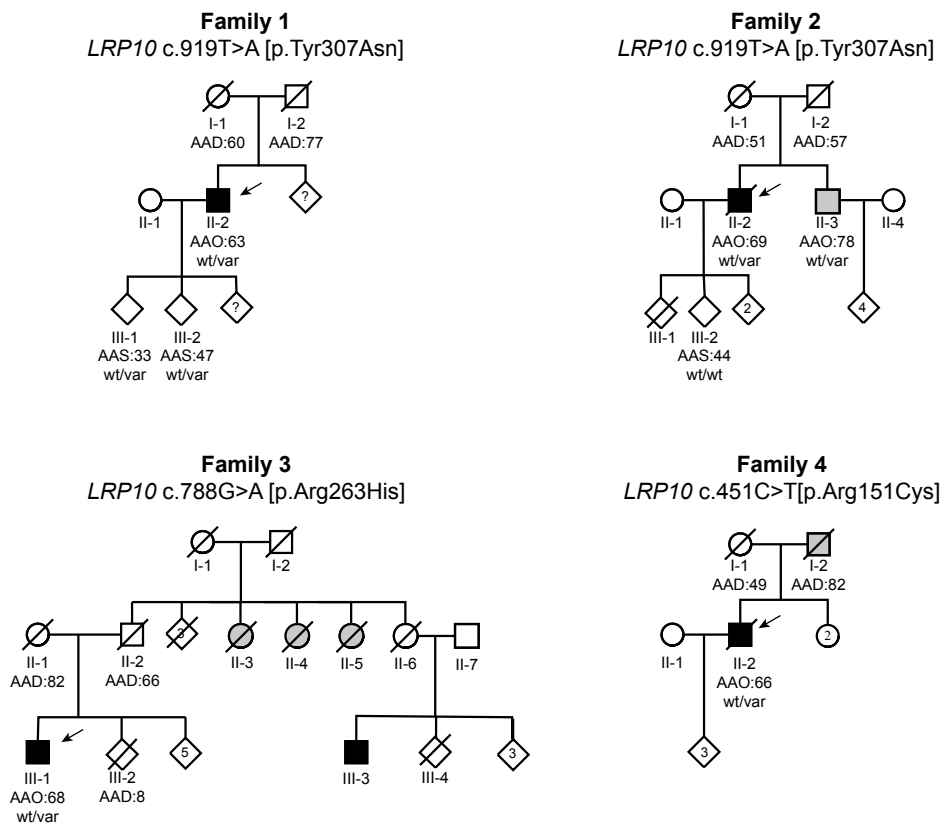 Family 1
LRP10 c.919T>A [p.Tyr307Asn]
I-1 I-2
AAD:60 AAD:77
?
II-1 II-2
AAO:63
wt/var
?
III-1 III-2
AAS:33 AAS:47
wt/var wt/var
Family 2
LRP10 c.919T>A [p.Tyr307Asn]
I-1 I-2
AAD:51 AAD:57
II-1 II-2 II-3 II-4
AAO:69 AAO:78
wt/var wt/var
2 4
III-1 III-2
AAS:44
wt/wt
Family 3
LRP10 c.788G>A [p.Arg263His]
I-1 I-2
3
II-1 II-2 II-3 II-4 II-5 II-6 II-7
AAD:82 AAD:66
5 3
III-1 III-2 III-3 III-4
AAO:68 AAD:8
wt/var
Family 4
LRP10 c.451C>T[p.Arg151Cys]
I-1 I-2
AAD:49 AAD:82
2
II-1 II-2
AAO:66
wt/var
3